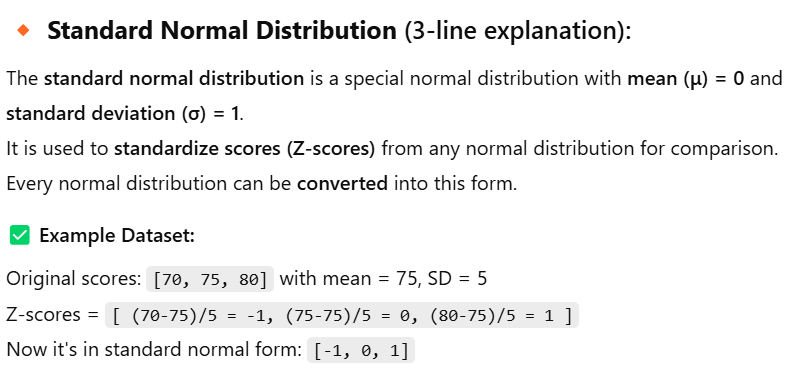 🔸 Standard Normal Distribution (3-line explanation):
The standard normal distribution is a special normal distribution with mean (μ) = 0 and
standard deviation (σ) = 1.
It is used to standardize scores (Z-scores) from any normal distribution for comparison.
Every normal distribution can be converted into this form.
✅ Example Dataset:
Original scores: [70, 75, 80] with mean = 75, SD = 5
Z-scores = [ (70-75)/5 = -1, (75-75)/5 = 0, (80-75)/5 = 1 ]
Now it's in standard normal form: [-1, 0, 1]